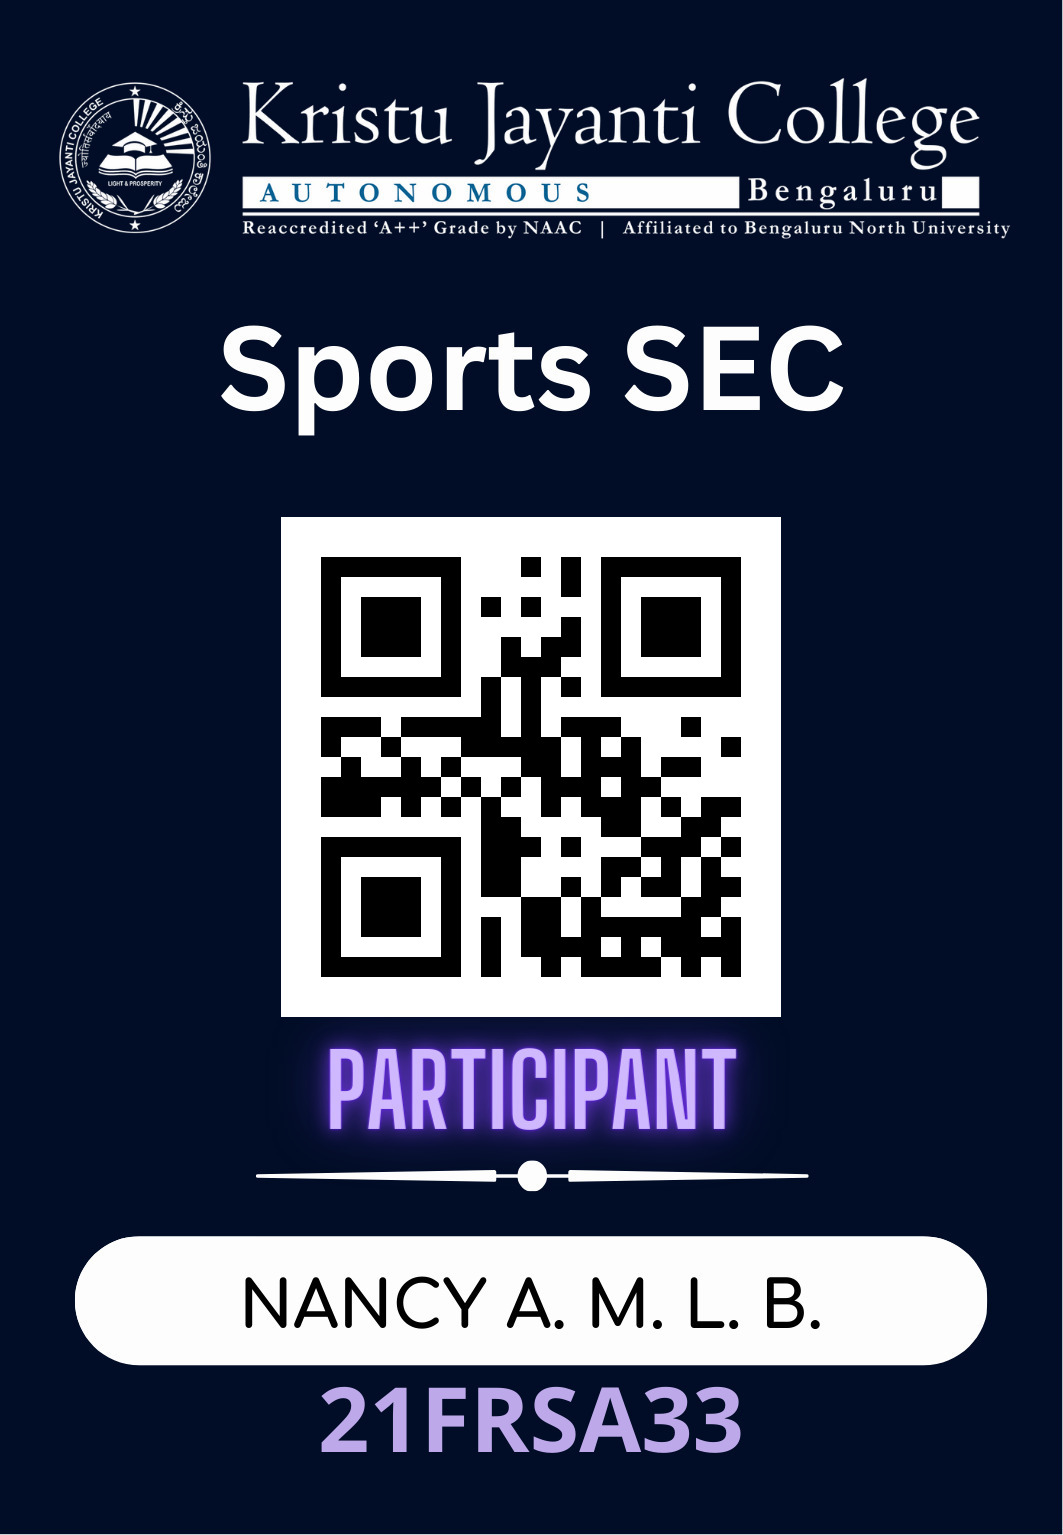 KRISTU JAYANTI COLLEGE
ಕ್ರಿಸ್ತು ಜಯಂತಿ ಕಾಲೇಜು
LIGHT & PROSPERITY
Kristu Jayanti College
AUTONOMOUS Bengaluru
Reaccredited ‘A++’ Grade by NAAC | Affiliated to Bengaluru North University
Sports SEC
PARTICIPANT
NANCY A. M. L. B.
21FRSA33